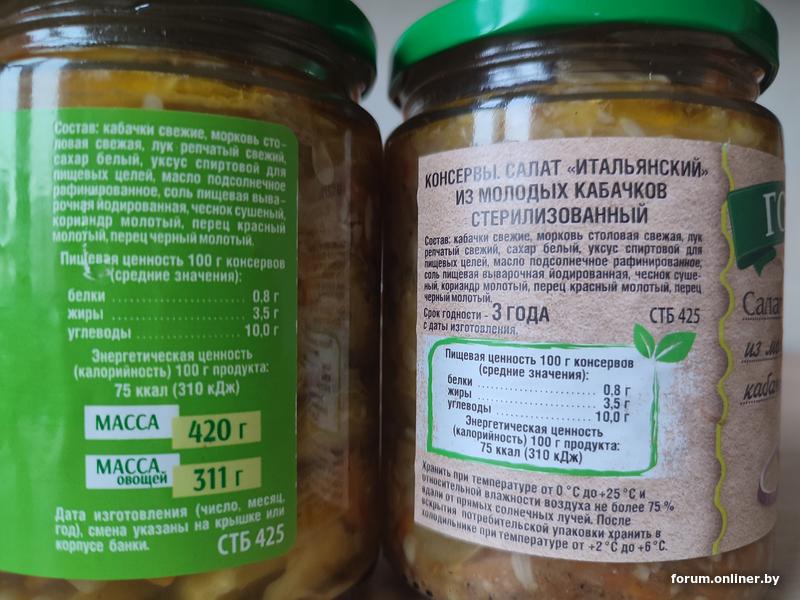 Состав: кабачки свежие, морковь сто-
ловая свежая, лук репчатый свежий,
сахар белый, уксус спиртовой для
пищевых целей, масло подсолнечное
рафинированное, соль пищевая выва-
рочная йодированная, чеснок сушеный,
кориандр молотый, перец красный
молотый, перец черный молотый.
Пищевая ценность 100 г консервов
(средние значения):
белки 0,8 г
жиры 3,5 г
углеводы 10,0 г
Энергетическая ценность
(калорийность) 100 г продукта:
75 ккал (310 кДж)
МАССА 420 г
МАССА овощей 311 г
Дата изготовления (число, месяц,
год), смена указаны на крышке или
корпусе банки.
СТБ 425
КОНСЕРВЫ. САЛАТ «ИТАЛЬЯНСКИЙ»
ИЗ МОЛОДЫХ КАБАЧКОВ
СТЕРИЛИЗОВАННЫЙ
Состав: кабачки свежие, морковь столовая свежая, лук
репчатый свежий, сахар белый, уксус спиртовой для
пищевых целей, масло подсолнечное рафинированное,
соль пищевая выварочная йодированная, чеснок суше-
ный, кориандр молотый, перец красный молотый, перец
черный молотый.
Срок годности - 3 ГОДА
с даты изготовления.
СТБ 425
Пищевая ценность 100 г консервов
(средние значения):
белки 0,8 г
жиры 3,5 г
углеводы 10,0 г
Энергетическая ценность
(калорийность) 100 г продукта:
75 ккал (310 кДж)
Хранить при температуре от 0 °С до +25 °С и
относительной влажности воздуха не более 75 %
вдали от прямых солнечных лучей. После
вскрытия потребительской упаковки хранить в
холодильнике при температуре от +2 °С до +6°С.
forum.onliner.by